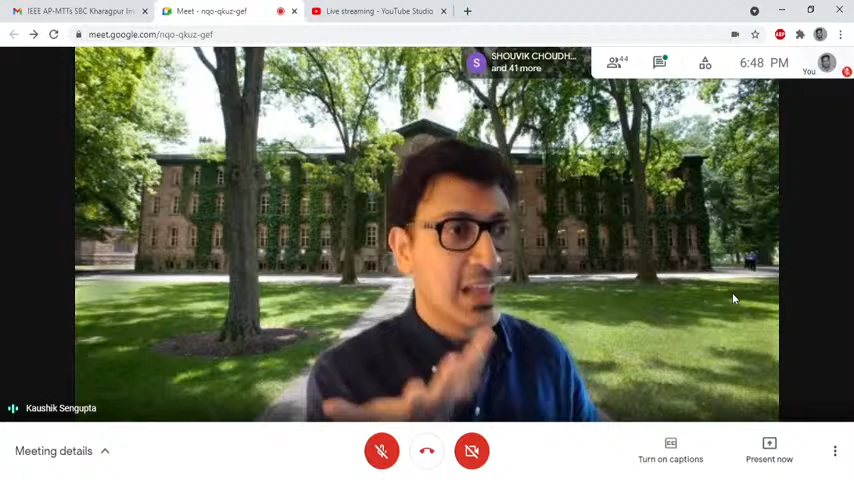 IEEE AP-MTTs SBC Kharagpur In
Meet - nqo-qkuz-gef
Live streaming - YouTube Studio
meet.google.com/nqo-qkuz-gef
ABP
SHOUVIK CHOUDH...
and 41 more
S
44
6:48 PM
You
Kaushik Sengupta
Meeting details
CC
Turn on captions
Present now